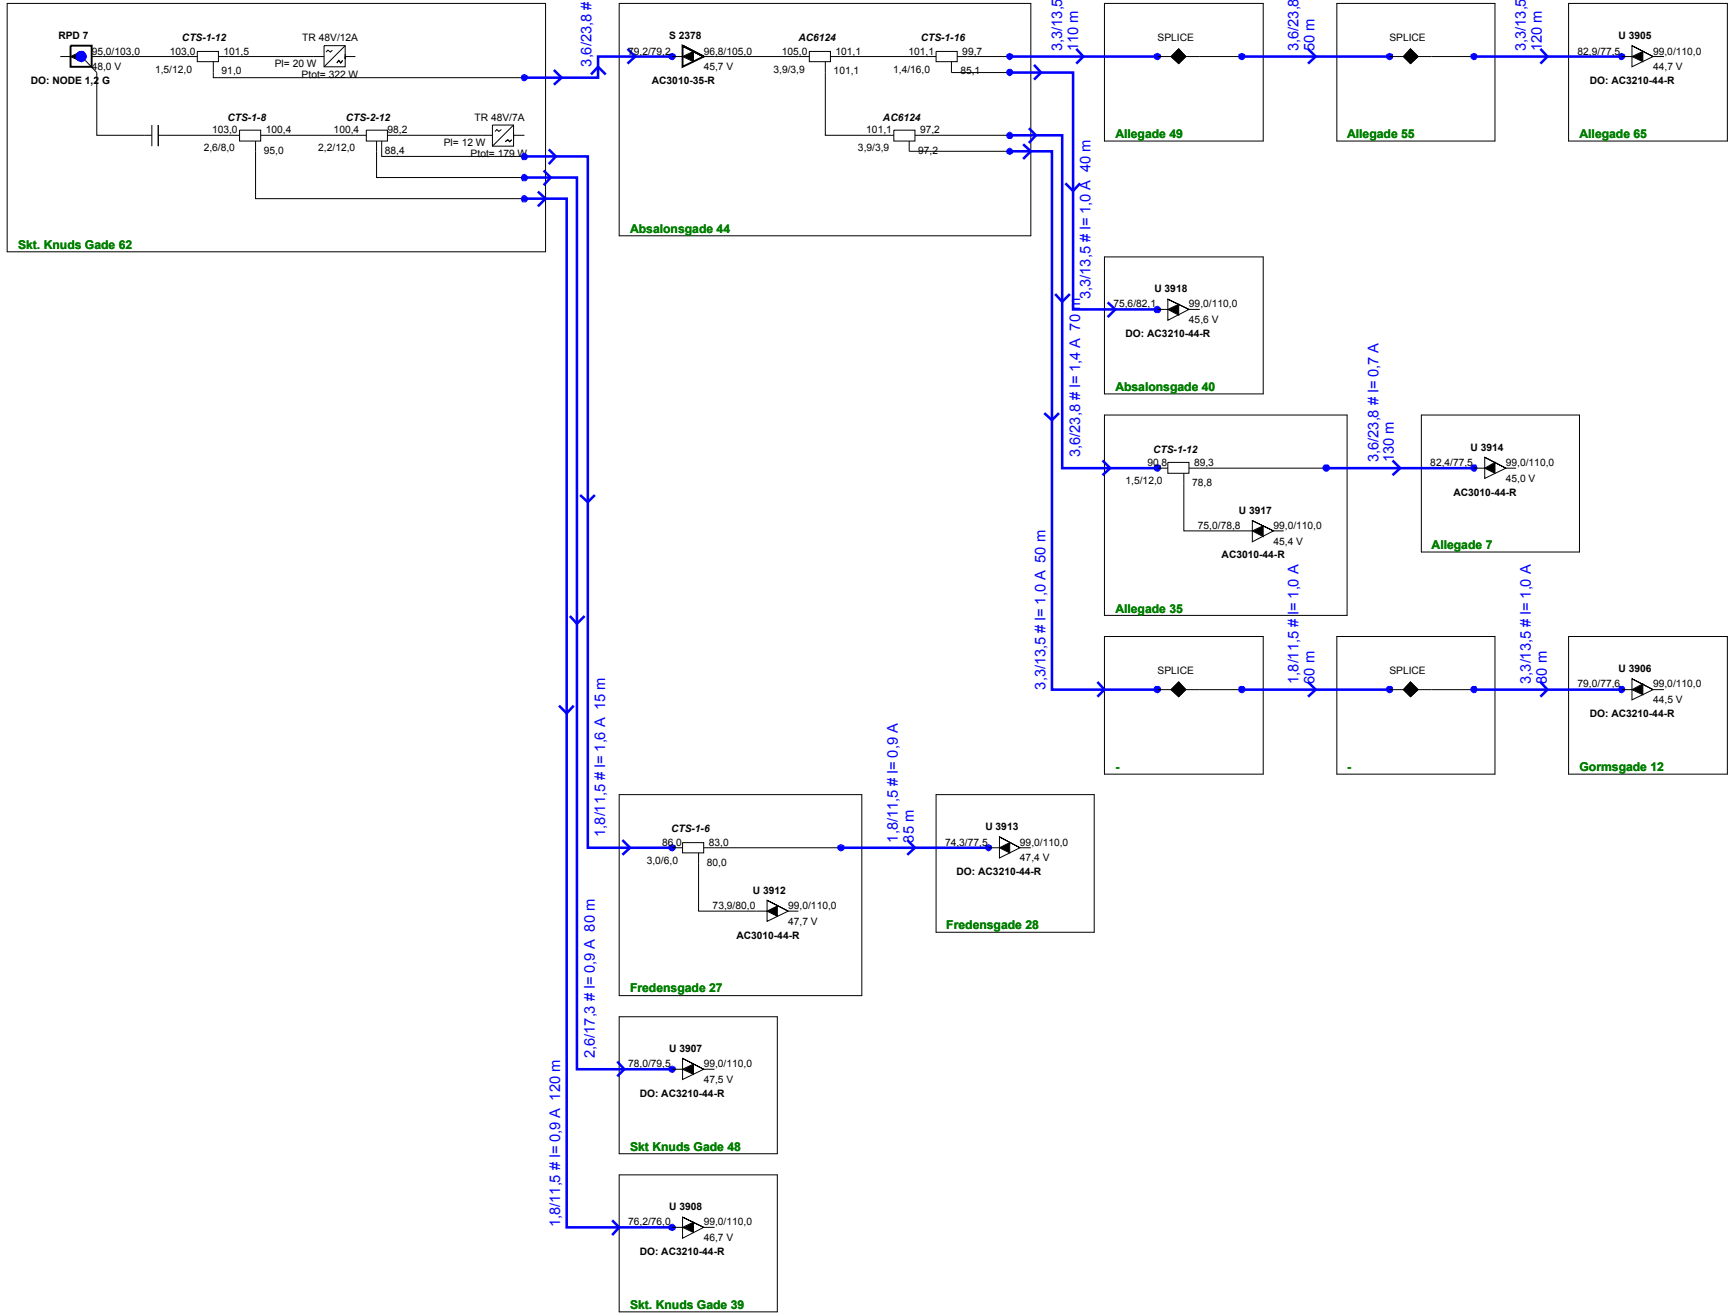 RPD 7
95,0/103,0
48,0 V
DO: NODE 1,2 G
CTS-1-12
103,0
101,5
1,5/12,0
91,0
TR 48V/12A
Pl= 20 W
Ptot= 322 W
CTS-1-8
103,0
100,4
2,6/8,0
95,0
CTS-2-12
100,4
98,2
2,2/12,0
88,4
TR 48V/7A
Pl= 12 W
Ptot= 179 W
Skt. Knuds Gade 62
3,6/23,8 #
S 2378
79,2/79,2
96,8/105,0
45,7 V
AC3010-35-R
AC6124
105,0
101,1
3,9/3,9
101,1
CTS-1-16
101,1
99,7
1,4/16,0
85,1
AC6124
101,1
97,2
3,9/3,9
97,2
Absalonsgade 44
3,3/13,5
110 m
SPLICE
Allegade 49
3,6/23,8
50 m
SPLICE
Allegade 55
3,3/13,5
120 m
U 3905
82,9/77,5
99,0/110,0
44,7 V
DO: AC3210-44-R
Allegade 65
3,3/13,5 # I= 1,0 A 40 m
U 3918
75,6/82,1
99,0/110,0
45,6 V
DO: AC3210-44-R
Absalonsgade 40
3,6/23,8 # I= 1,4 A 70 m
CTS-1-12
90,8
89,3
1,5/12,0
78,8
U 3917
75,0/78,8
99,0/110,0
45,4 V
AC3010-44-R
Allegade 35
3,6/23,8 # I= 0,7 A
130 m
U 3914
82,4/77,5
99,0/110,0
45,0 V
AC3010-44-R
Allegade 7
3,3/13,5 # I= 1,0 A 50 m
SPLICE
-
1,8/11,5 # I= 1,0 A
60 m
SPLICE
-
3,3/13,5 # I= 1,0 A
80 m
U 3906
79,0/77,6
99,0/110,0
44,5 V
DO: AC3210-44-R
Gormsgade 12
1,8/11,5 # I= 1,6 A 15 m
CTS-1-6
86,0
83,0
3,0/6,0
80,0
U 3912
73,9/80,0
99,0/110,0
47,7 V
AC3010-44-R
Fredensgade 27
1,8/11,5 # I= 0,9 A
85 m
U 3913
74,3/77,5
99,0/110,0
47,4 V
DO: AC3210-44-R
Fredensgade 28
2,6/17,3 # I= 0,9 A 80 m
U 3907
78,0/79,5
99,0/110,0
47,5 V
DO: AC3210-44-R
Skt Knuds Gade 48
1,8/11,5 # I= 0,9 A 120 m
U 3908
76,2/76,0
99,0/110,0
46,7 V
DO: AC3210-44-R
Skt. Knuds Gade 39